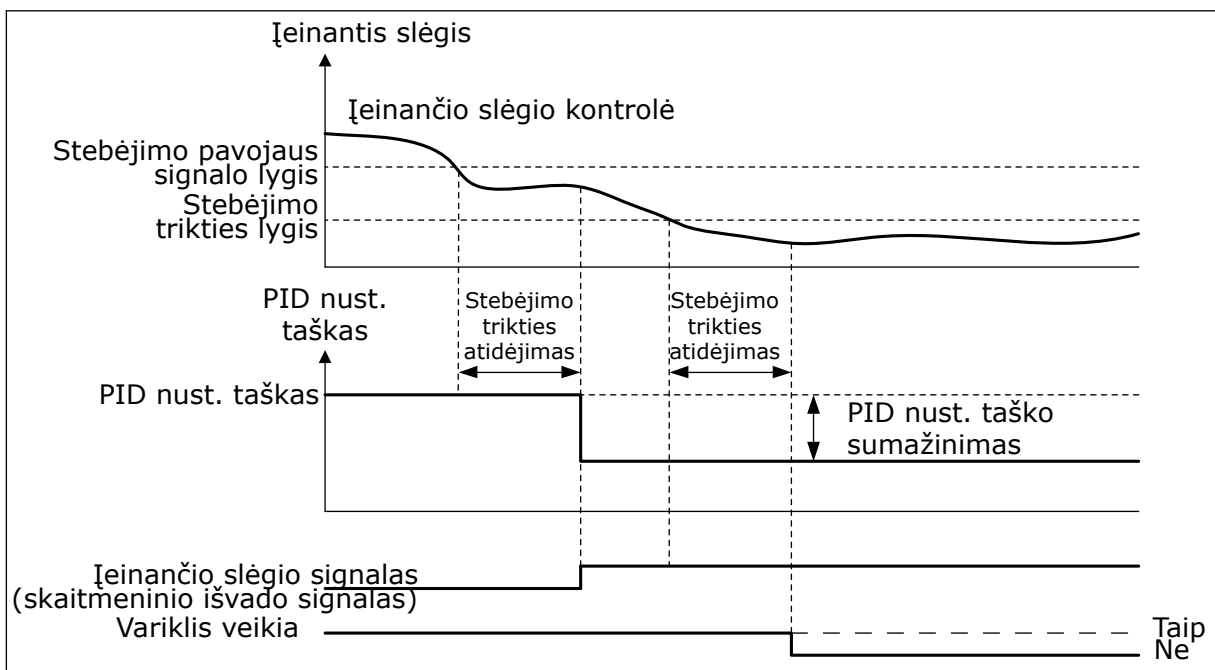 Įeinantis slėgis
Įeinančio slėgio kontrolė
Stebėjimo pavojaus
signalo lygis
Stebėjimo
trikties lygis
PID nust.
taškas
Stebėjimo
trikties
atidėjimas
Stebėjimo
trikties
atidėjimas
PID nust. taškas
PID nust. taško
sumažinimas
Įeinančio slėgio signalas
(skaitmeninio išvado signalas)
Variklis veikia
Taip
Ne